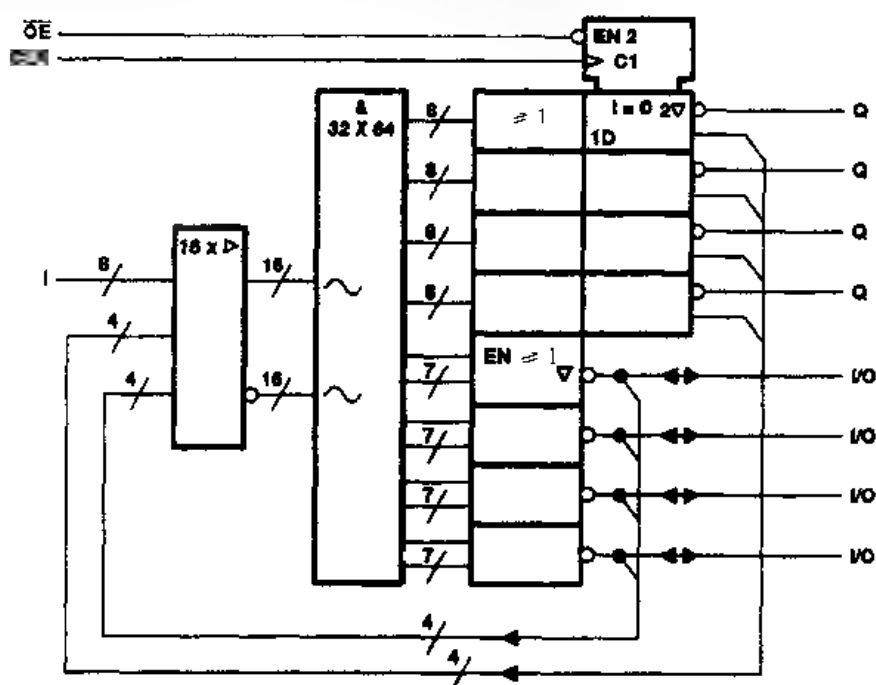 O̅E̅ EN 2
C1
& 8 ≥ 1 I = 0 2▽ Q
32 X 64 1D
8 Q
16 x ▷ 8 Q
I 8 16 ∿ 8 Q
4 EN ≥ 1
4 16 ∿ 7 ▽ I/O
7 I/O
7 I/O
7 I/O
4
4